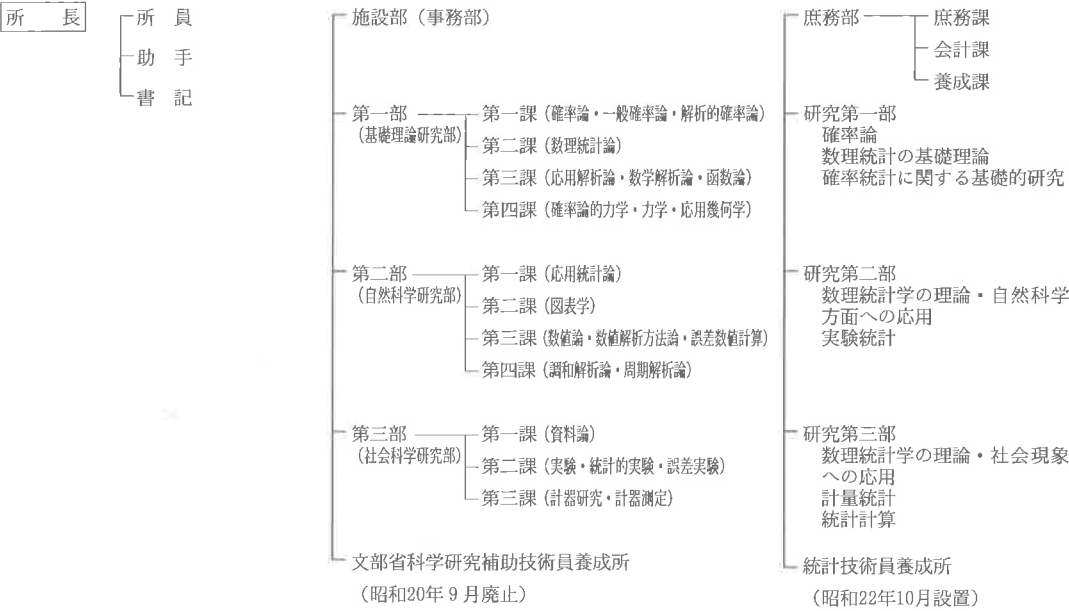 所　長
所　員
助　手
書　記
施設部（事務部）
第一部
（基礎理論研究部）
第一課（確率論・一般確率論・解析的確率論）
第二課（数理統計論）
第三課（応用解析論・数学解析論・函数論）
第四課（確率論的力学・力学・応用幾何学）
第二部
（自然科学研究部）
第一課（応用統計論）
第二課（図表学）
第三課（数値論・数値解析方法論・誤差数値計算）
第四課（調和解析論・周期解析論）
第三部
（社会科学研究部）
第一課（資料論）
第二課（実験・統計的実験・誤差実験）
第三課（計器研究・計器測定）
文部省科学研究補助技術員養成所
（昭和20年９月廃止）
庶務部
庶務課
会計課
養成課
研究第一部
確率論
数理統計の基礎理論
確率統計に関する基礎的研究
研究第二部
数理統計学の理論・自然科学
方面への応用
実験統計
研究第三部
数理統計学の理論・社会現象
への応用
計量統計
統計計算
統計技術員養成所
（昭和22年10月設置）